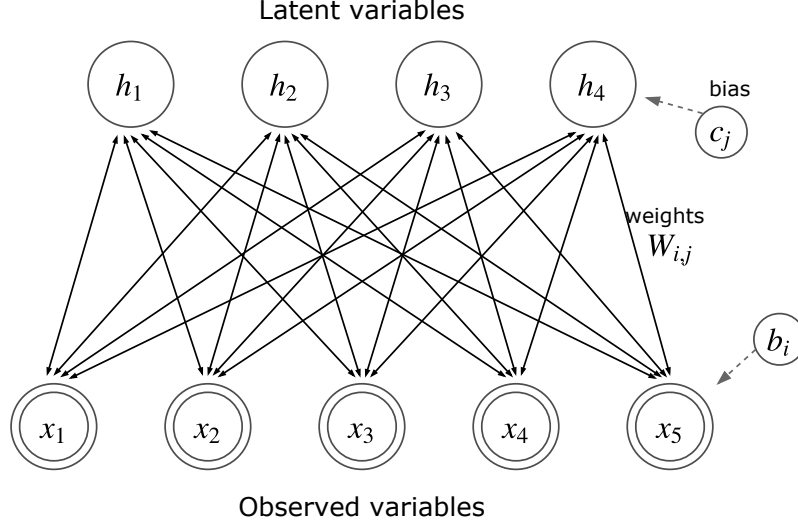 Latent variables
h1 h2 h3 h4
bias
cj
weights
Wi,j
bi
x1 x2 x3 x4 x5
Observed variables